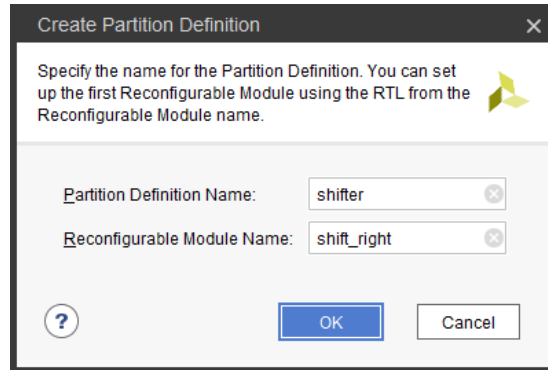 Create Partition Definition
Specify the name for the Partition Definition. You can set
up the first Reconfigurable Module using the RTL from the
Reconfigurable Module name.
Partition Definition Name: shifter
Reconfigurable Module Name: shift_right
? OK Cancel